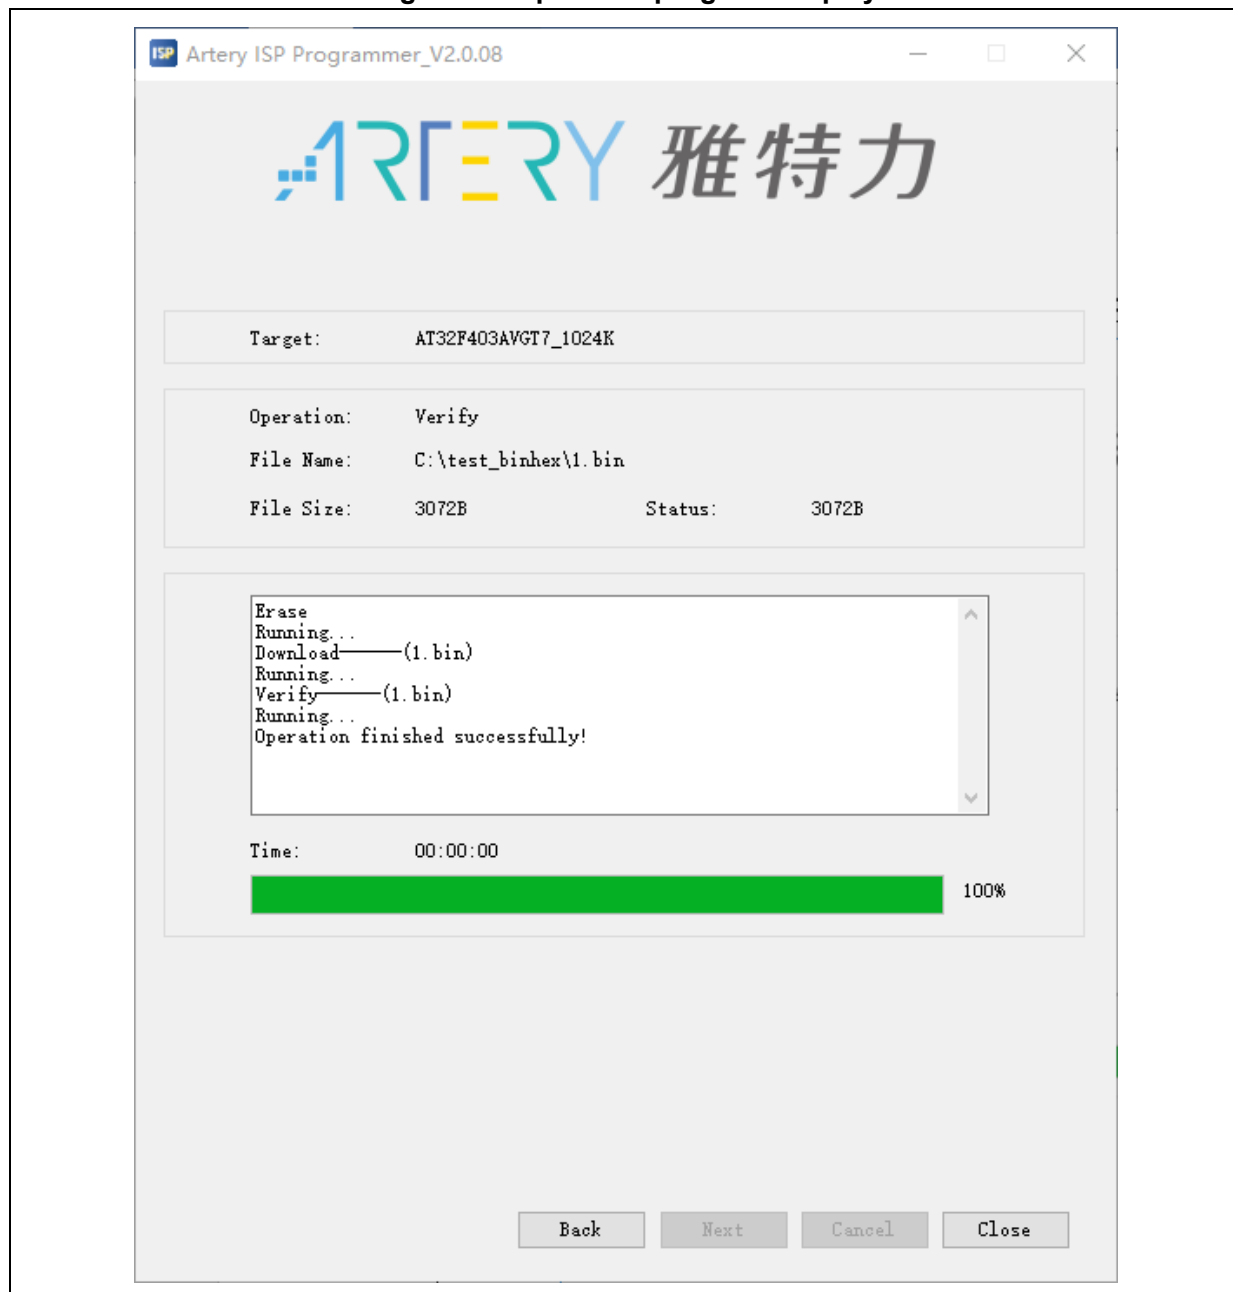 ISP Artery ISP Programmer_V2.0.08
ARTERY 雅特力
Target: AT32F403AVGT7_1024K
Operation: Verify
File Name: C:\test_binhex\1.bin
File Size: 3072B Status: 3072B
Erase
Running...
Download———(1.bin)
Running...
Verify———(1.bin)
Running...
Operation finished successfully!
Time: 00:00:00
100%
Back Next Cancel Close